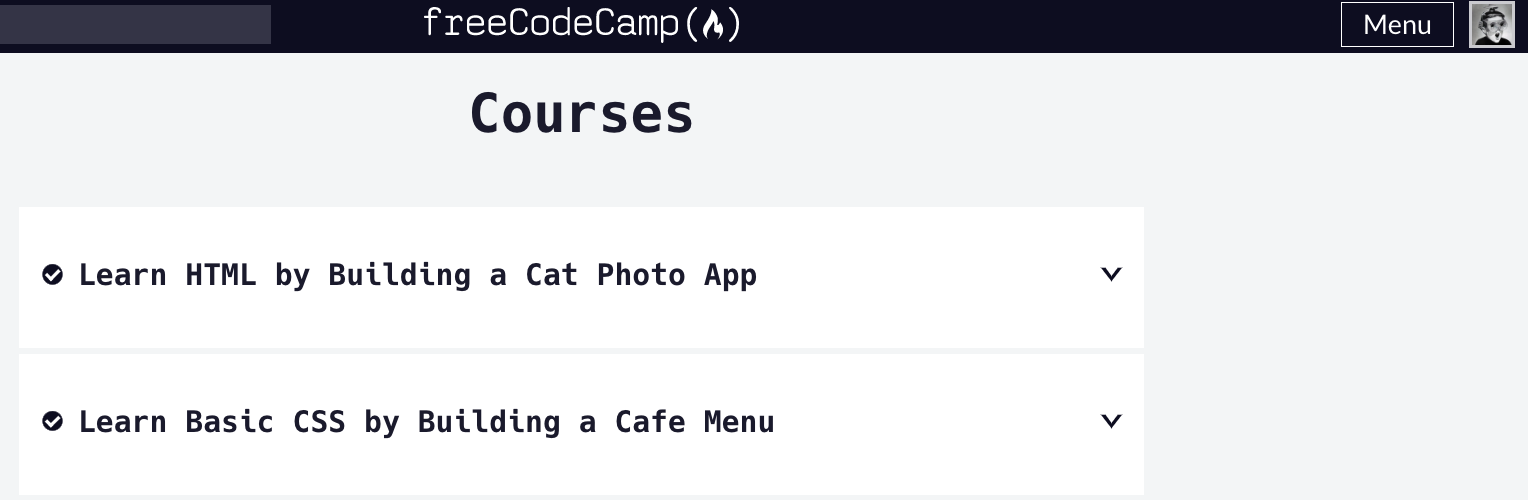 freeCodeCamp
Menu
Courses
Learn HTML by Building a Cat Photo App
Learn Basic CSS by Building a Cafe Menu